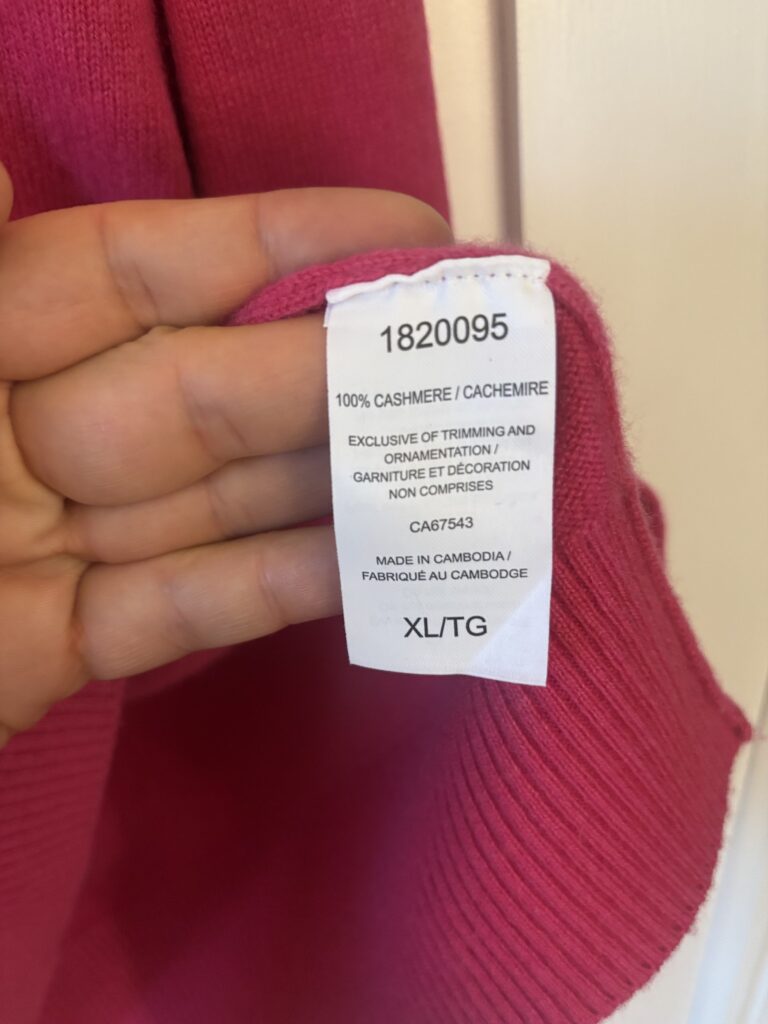 1820095
100% CASHMERE / CACHEMIRE
EXCLUSIVE OF TRIMMING AND
ORNAMENTATION /
GARNITURE ET DÉCORATION
NON COMPRISES
CA67543
MADE IN CAMBODIA /
FABRIQUÉ AU CAMBODGE
XL/TG